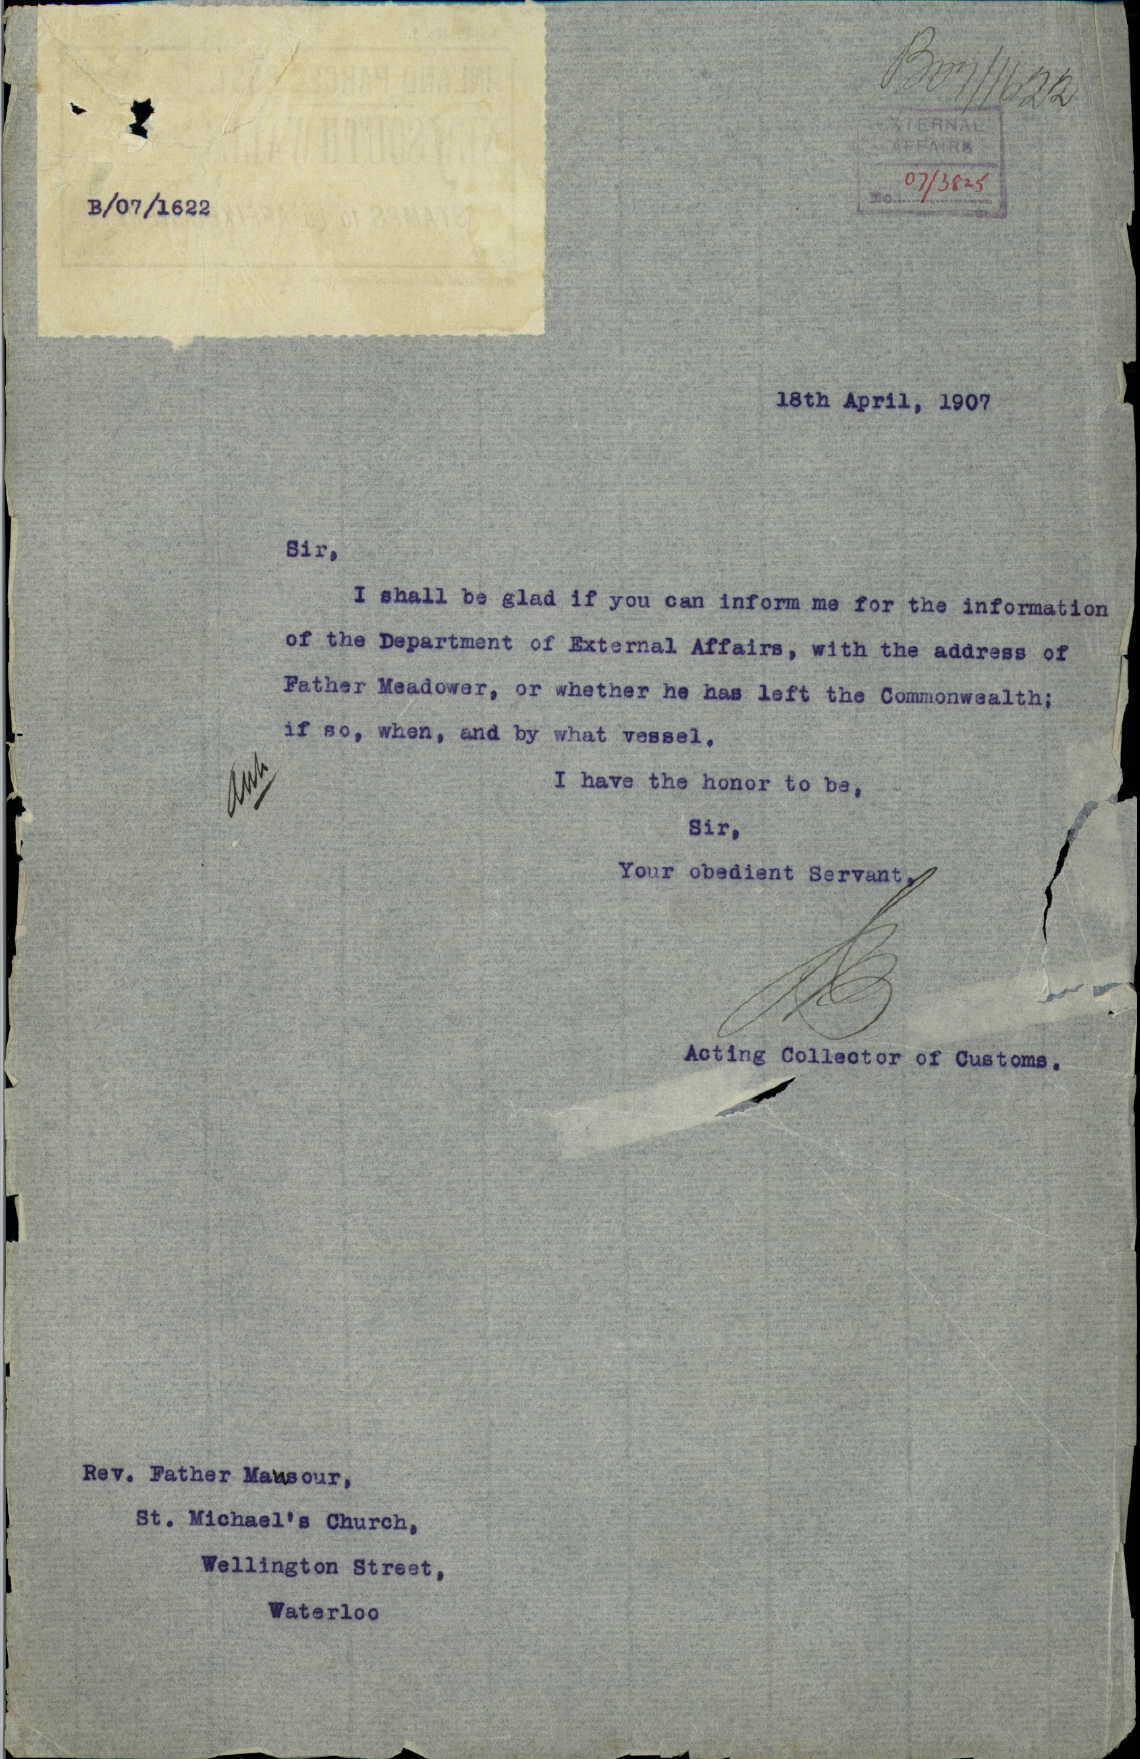 B07/1622
EXTERNAL
AFFAIRS
07/3825
No.
B/07/1622
18th April, 1907
Sir,
I shall be glad if you can inform me for the information
of the Department of External Affairs, with the address of
Father Meadower, or whether he has left the Commonwealth;
if so, when, and by what vessel.
I have the honor to be,
Sir,
Your obedient Servant,
Acting Collector of Customs.
Rev. Father Mansour,
St. Michael's Church,
Wellington Street,
Waterloo